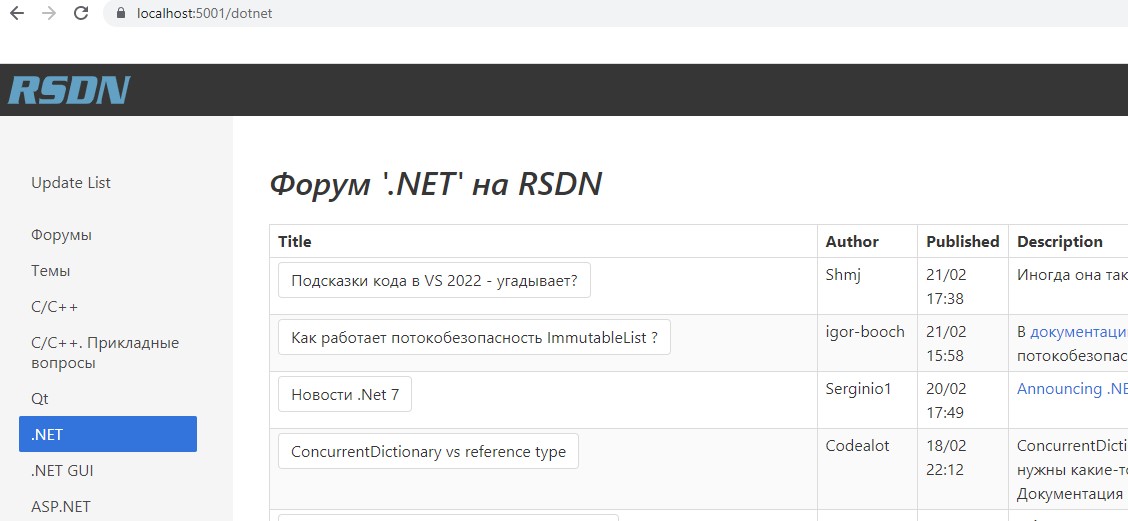 localhost:5001/dotnet
RSDN
Update List
Форумы
Темы
C/C++
C/C++. Прикладные
вопросы
Qt
.NET
.NET GUI
ASP.NET
Форум '.NET' на RSDN
Title Author Published Description
Подсказки кода в VS 2022 - угадывает? Shmj 21/02 Иногда она так
17:38
Как работает потокобезопасность ImmutableList ? igor-booch 21/02 В документаци
15:58 потокобезопас
Новости .Net 7 Serginio1 20/02 Announcing .NE
17:49
ConcurrentDictionary vs reference type Codealot 18/02 ConcurrentDicti
22:12 нужны какие-то
Документация